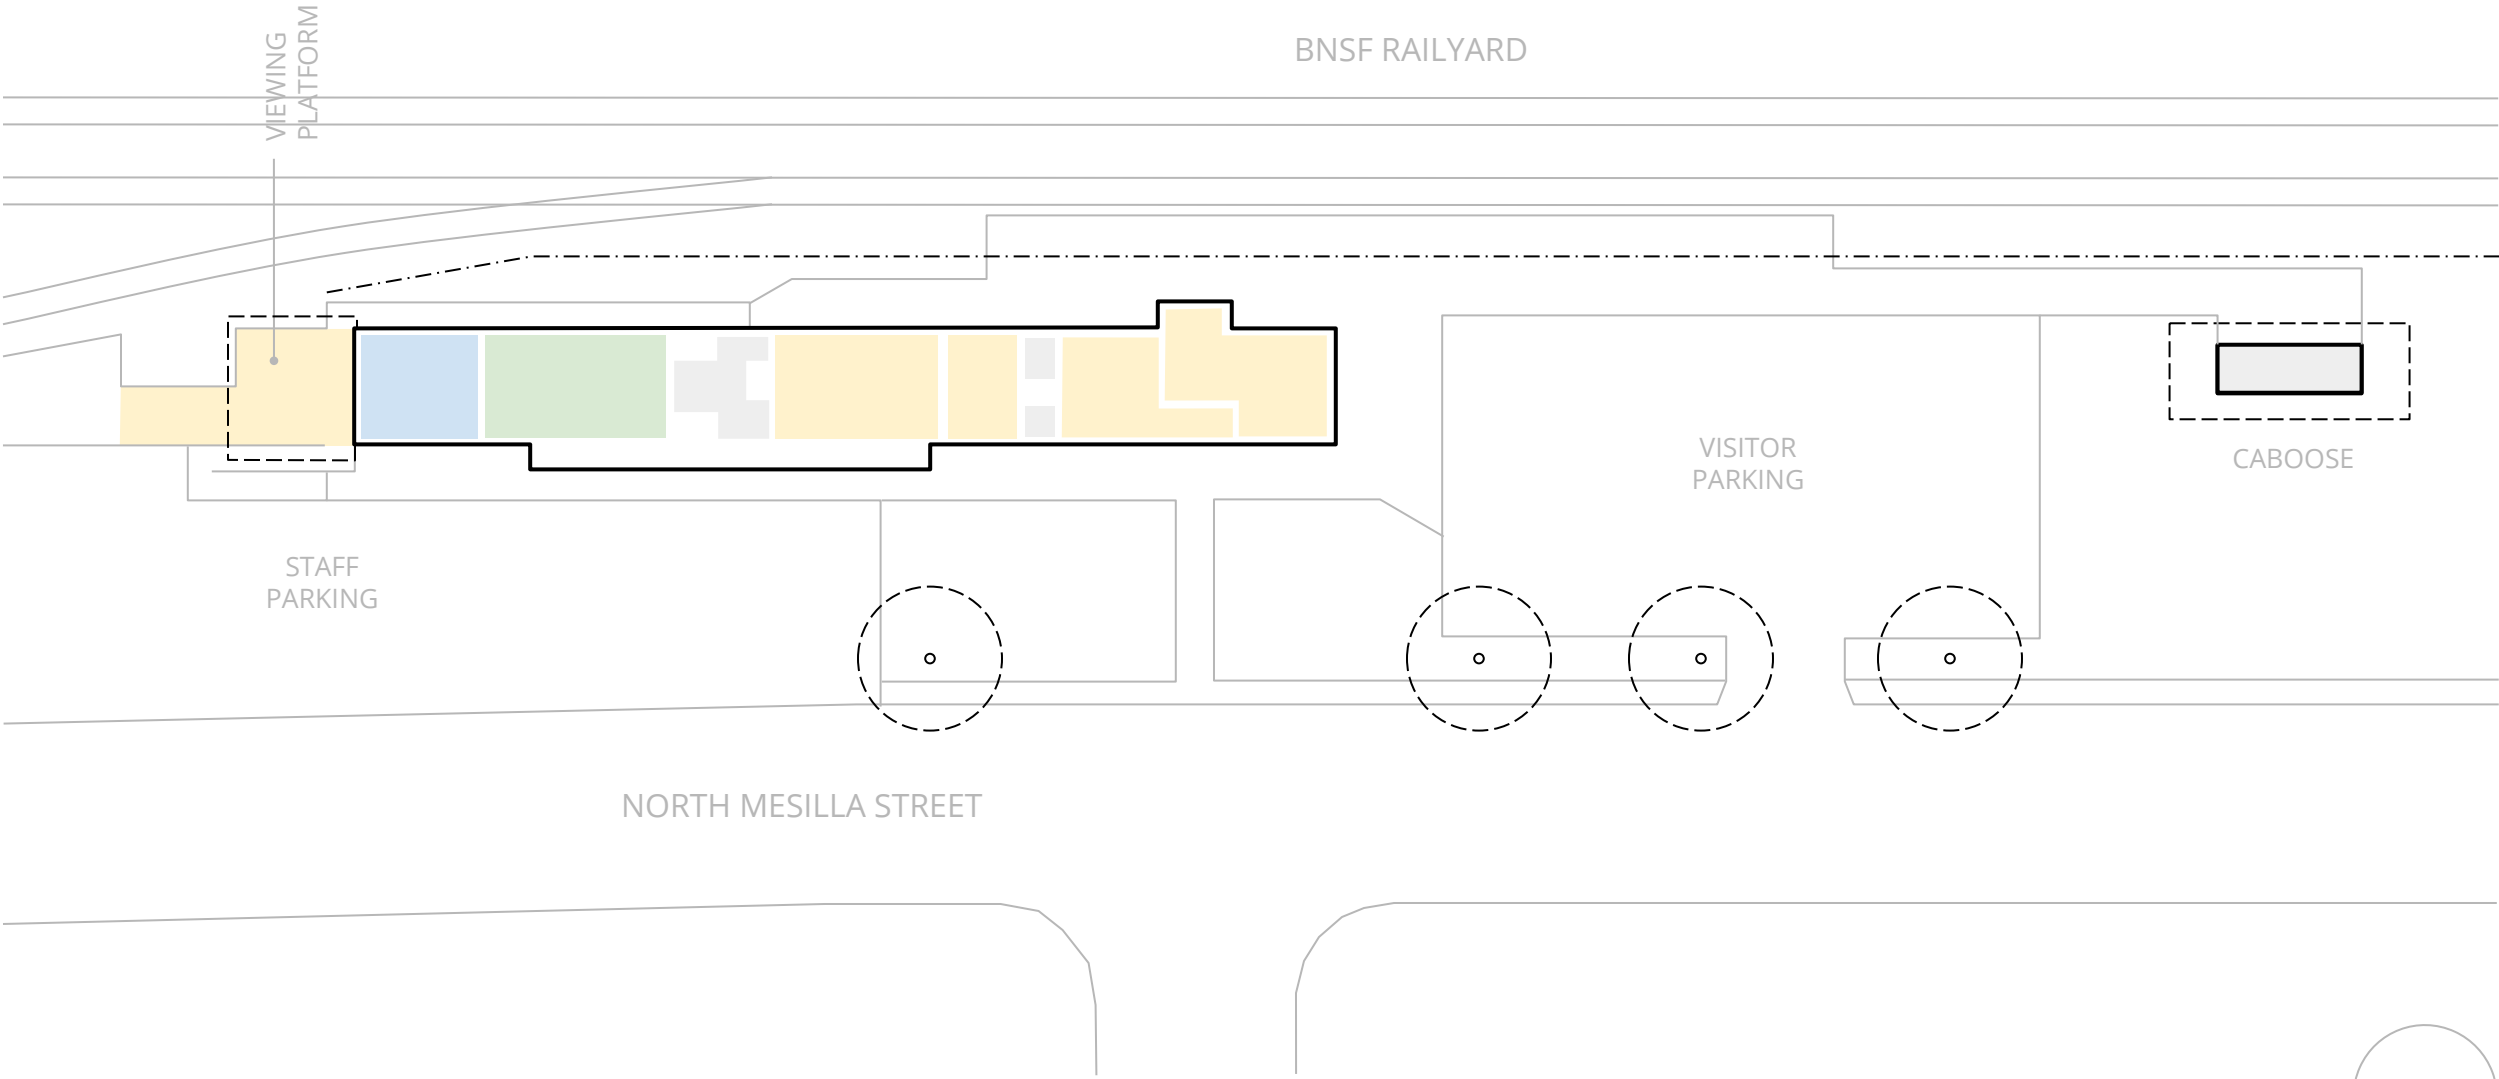 VIEWING
PLATFORM
BNSF RAILYARD
VISITOR
PARKING
CABOOSE
STAFF
PARKING
NORTH MESILLA STREET